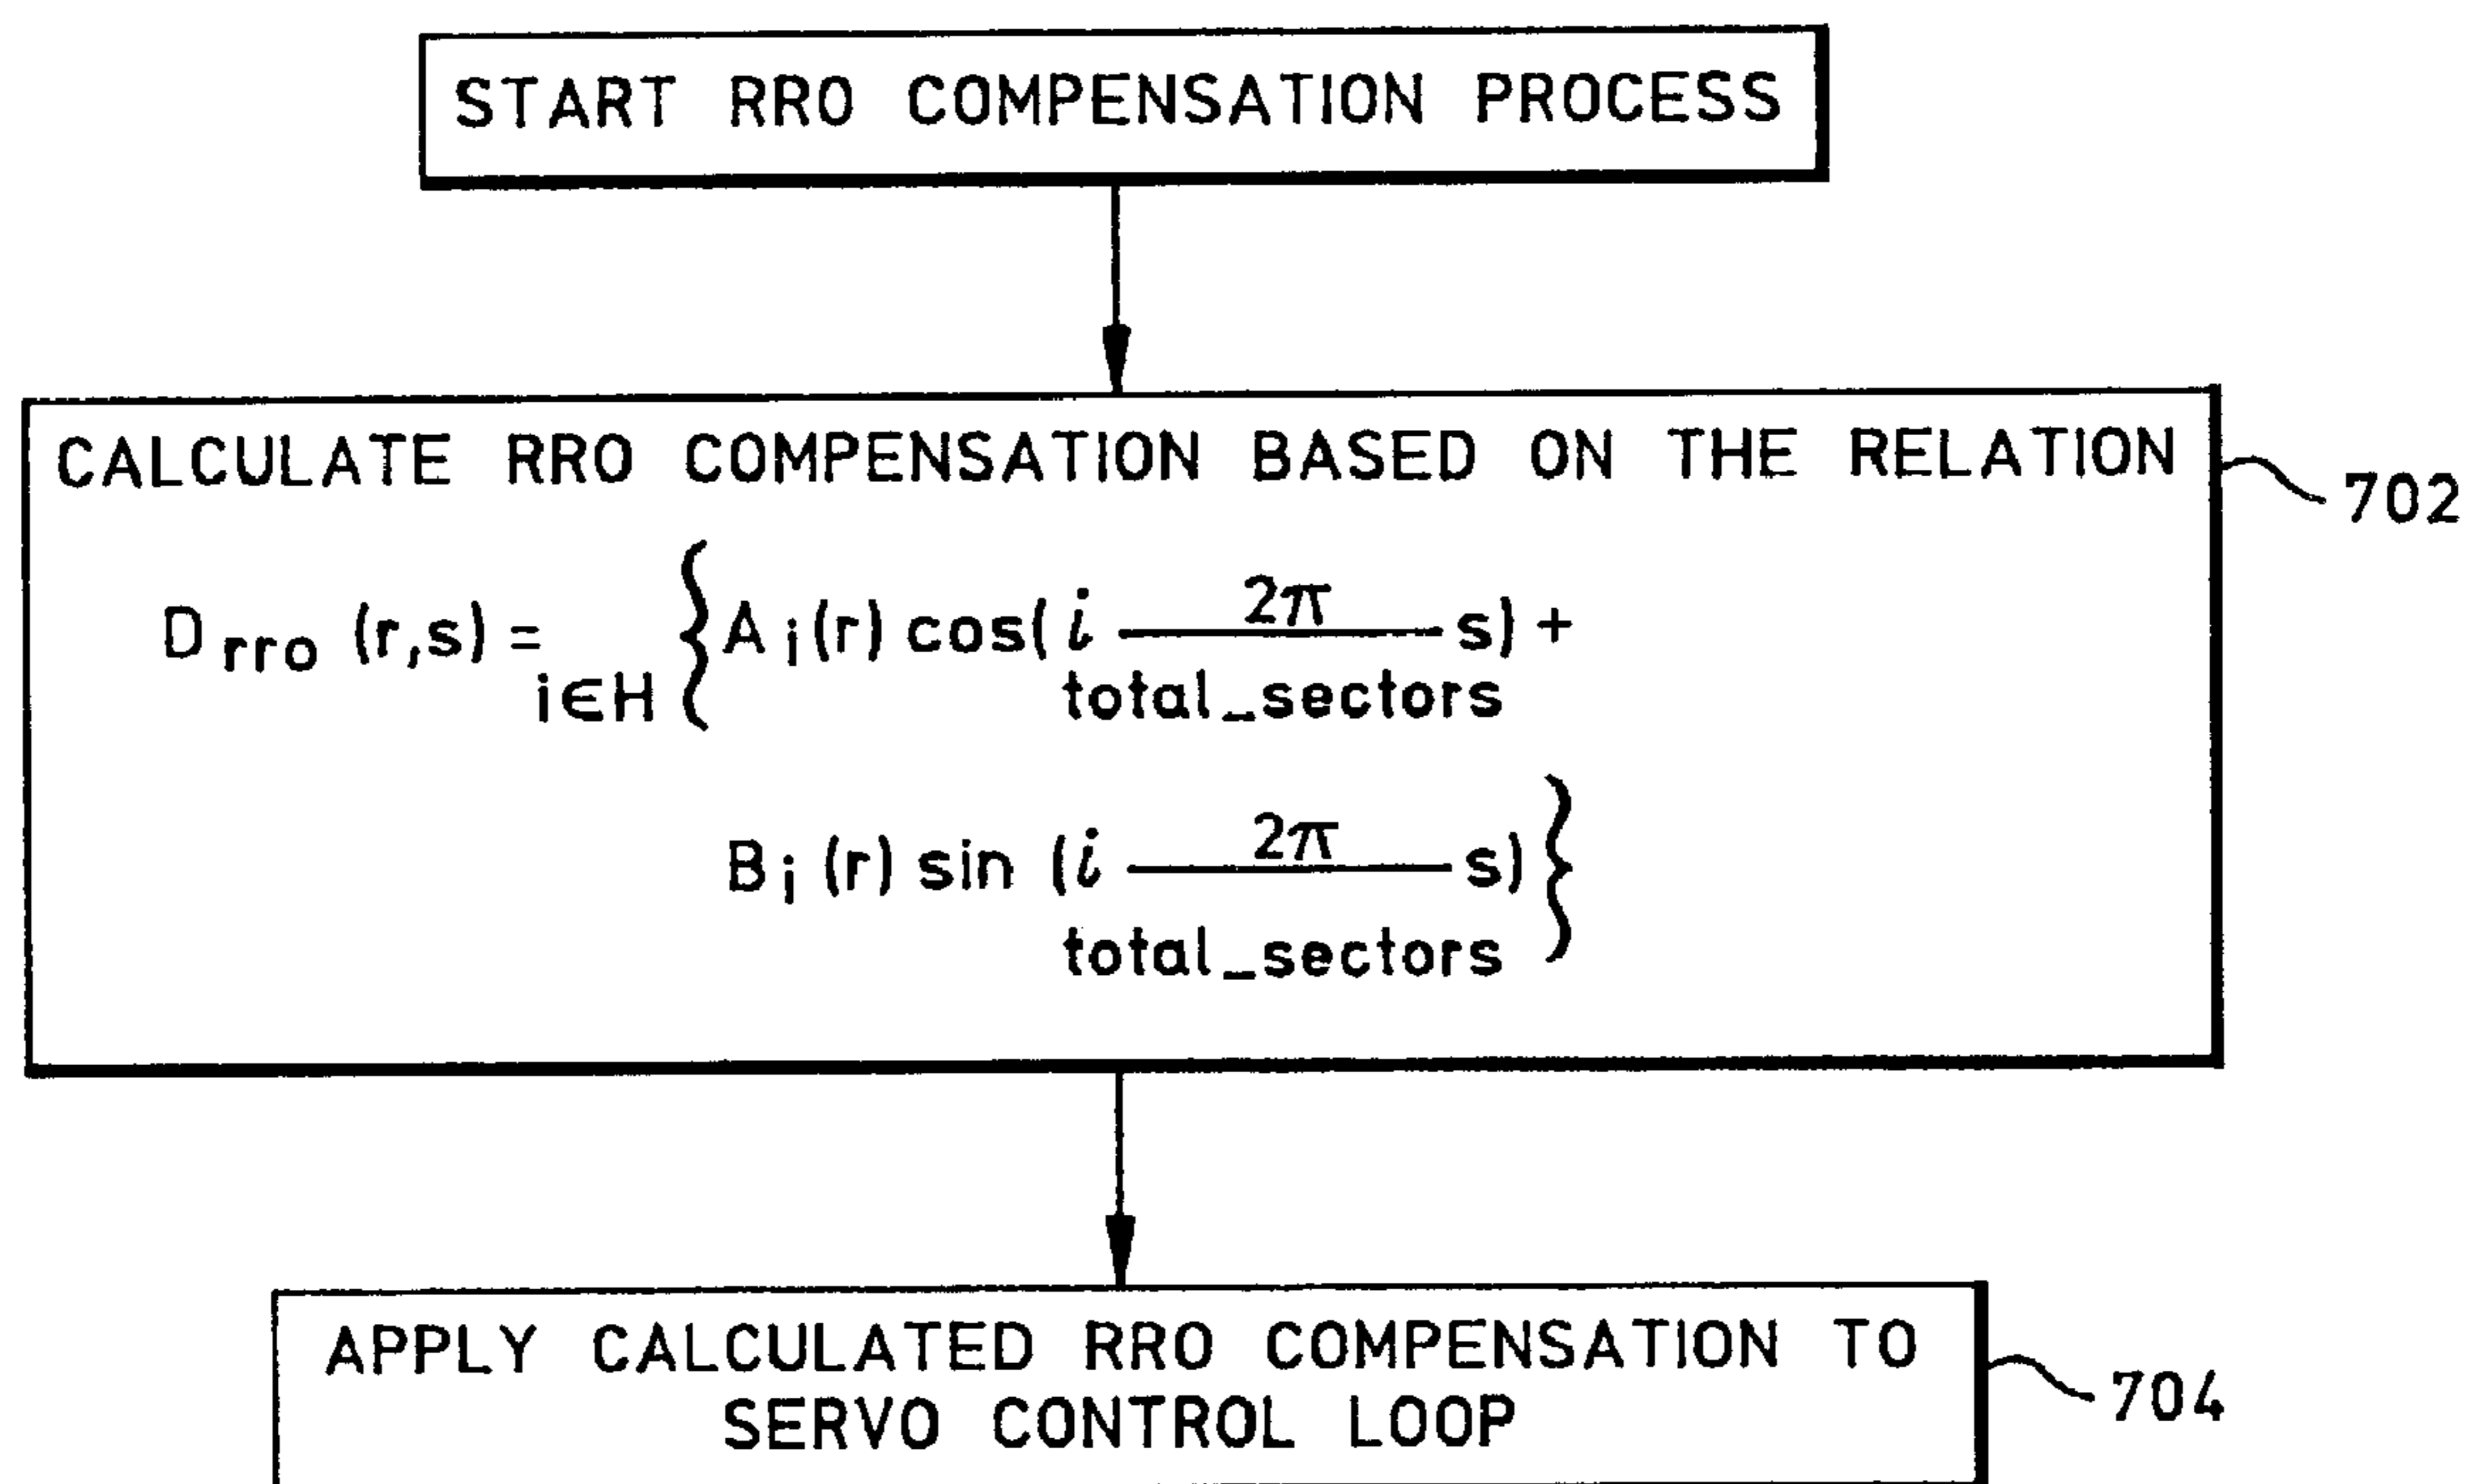 START RRO COMPENSATION PROCESS
CALCULATE RRO COMPENSATION BASED ON THE RELATION
702
D rro (r,s) = i∈H { A i (r) cos( i 2π / total_sectors s) +
B i (r) sin ( i 2π / total_sectors s) }
APPLY CALCULATED RRO COMPENSATION TO
SERVO CONTROL LOOP
704